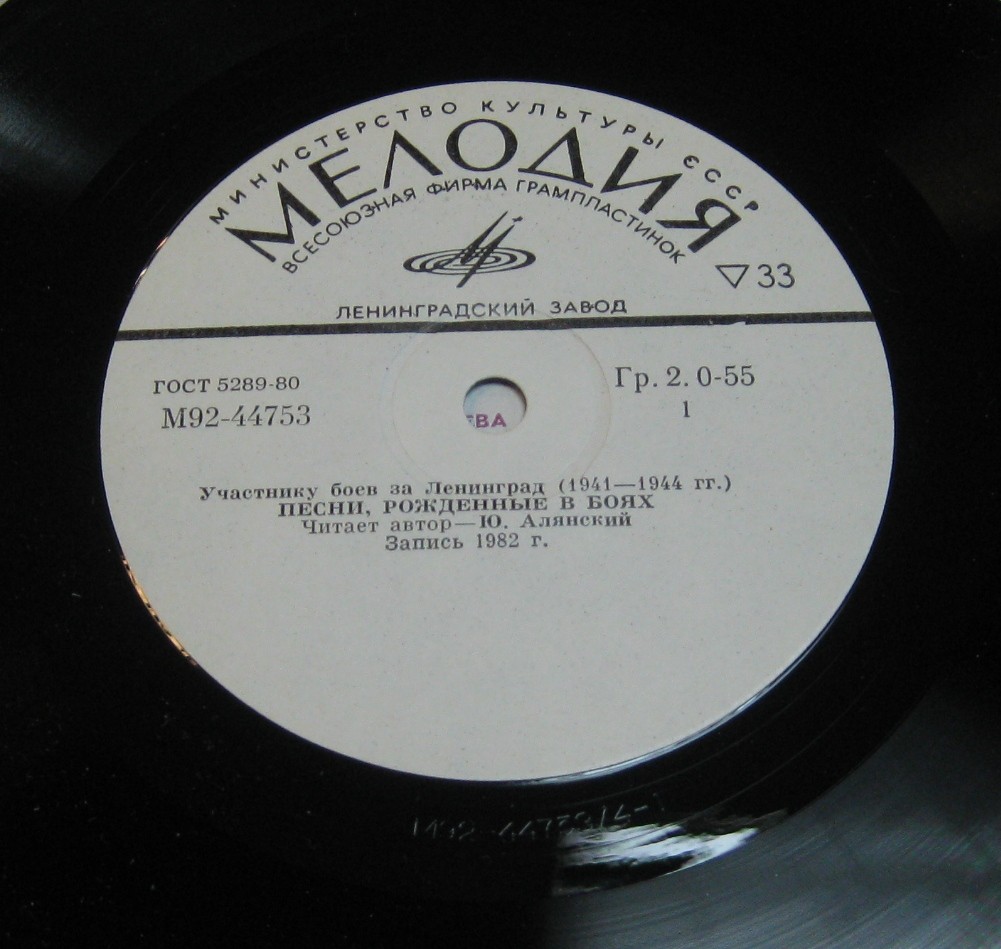 МИНИСТЕРСТВО КУЛЬТУРЫ СССР
МЕЛОДИЯ
ВСЕСОЮЗНАЯ ФИРМА ГРАМПЛАСТИНОК
33
ЛЕНИНГРАДСКИЙ ЗАВОД
ГОСТ 5289-80
М92-44753
Гр. 2. 0-55
1
ЕВА
Участнику боев за Ленинград (1941—1944 гг.)
ПЕСНИ, РОЖДЕННЫЕ В БОЯХ
Читает автор — Ю. Алянский
Запись 1982 г.